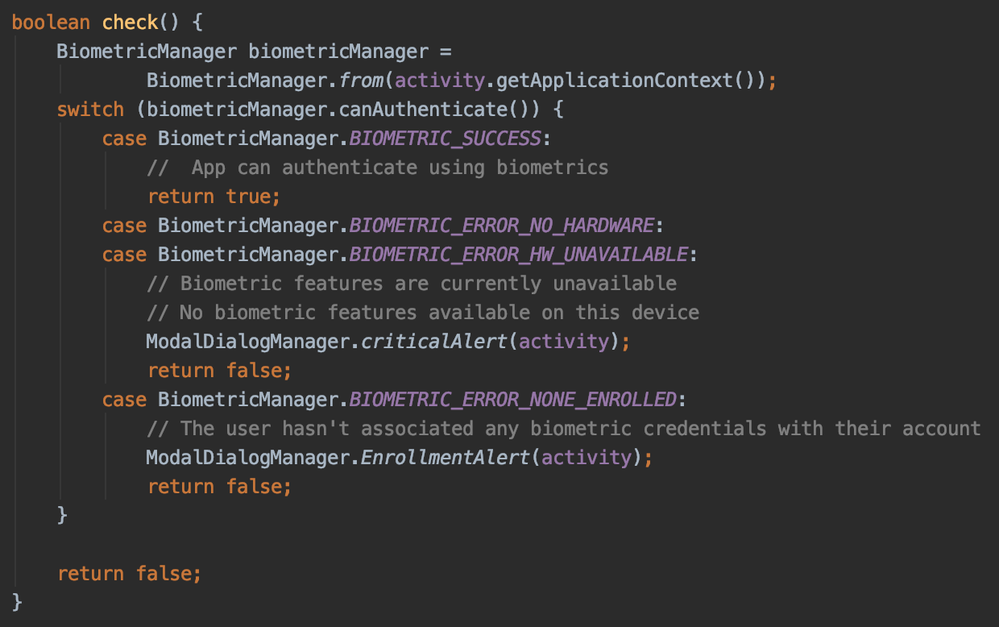 boolean check() {
    BiometricManager biometricManager =
            BiometricManager.from(activity.getApplicationContext());
    switch (biometricManager.canAuthenticate()) {
        case BiometricManager.BIOMETRIC_SUCCESS:
            //  App can authenticate using biometrics
            return true;
        case BiometricManager.BIOMETRIC_ERROR_NO_HARDWARE:
        case BiometricManager.BIOMETRIC_ERROR_HW_UNAVAILABLE:
            // Biometric features are currently unavailable
            // No biometric features available on this device
            ModalDialogManager.criticalAlert(activity);
            return false;
        case BiometricManager.BIOMETRIC_ERROR_NONE_ENROLLED:
            // The user hasn't associated any biometric credentials with their account
            ModalDialogManager.EnrollmentAlert(activity);
            return false;
    }

    return false;
}